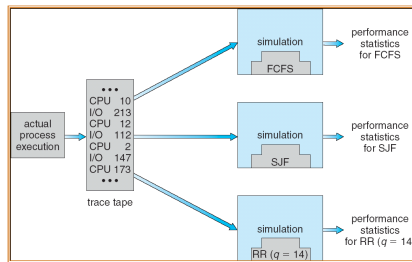 actual
process
execution
• • •
CPU 10
I/O 213
CPU 12
I/O 112
CPU 2
I/O 147
CPU 173
• • •
trace tape
simulation
FCFS
performance
statistics
for FCFS
simulation
SJF
performance
statistics
for SJF
simulation
RR (q = 14)
performance
statistics
for RR (q = 14